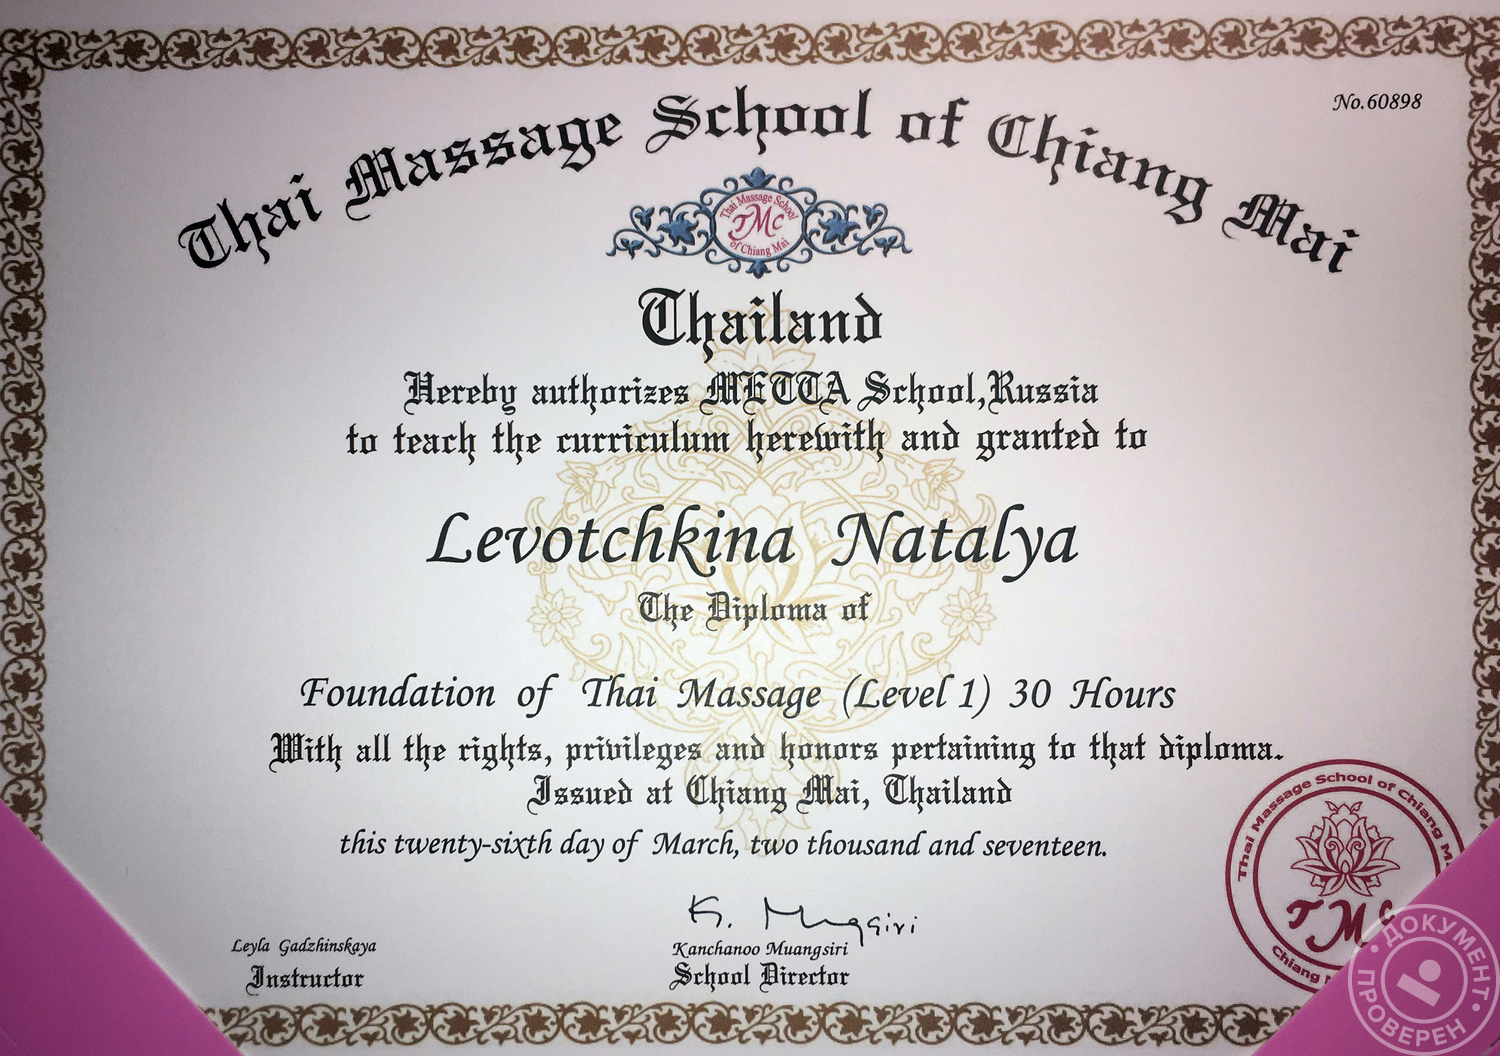 No.60898
Thai Massage School of Chiang Mai
Thai Massage School
TMC
of Chiang Mai
Thailand
Hereby authorizes METTA School,Russia
to teach the curriculum herewith and granted to
Levotchkina Natalya
The Diploma of
Foundation of Thai Massage (Level 1) 30 Hours
With all the rights, privileges and honors pertaining to that diploma.
Issued at Chiang Mai, Thailand
this twenty-sixth day of March, two thousand and seventeen.
K. Muangsiri
Leyla Gadzhinskaya
Instructor
Kanchanoo Muangsiri
School Director
Thai Massage School of Chiang
TMC
Chiang
ДОКУМЕНТ
ПРОВЕРЕН